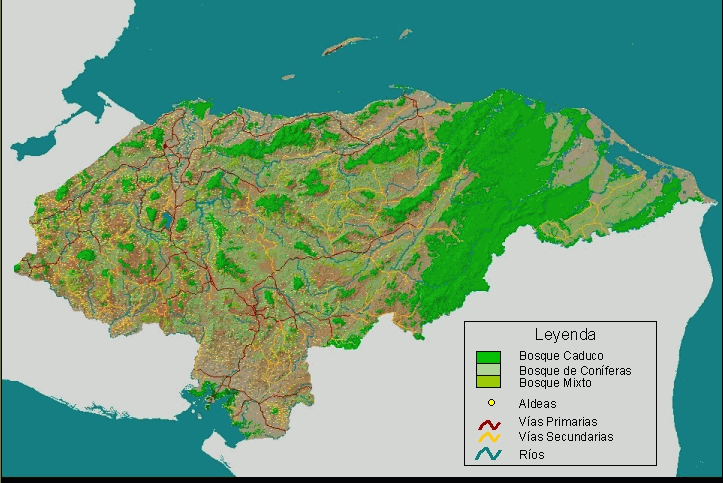 Leyenda
Bosque Caduco
Bosque de Coníferas
Bosque Mixto
Aldeas
Vías Primarias
Vías Secundarias
Ríos